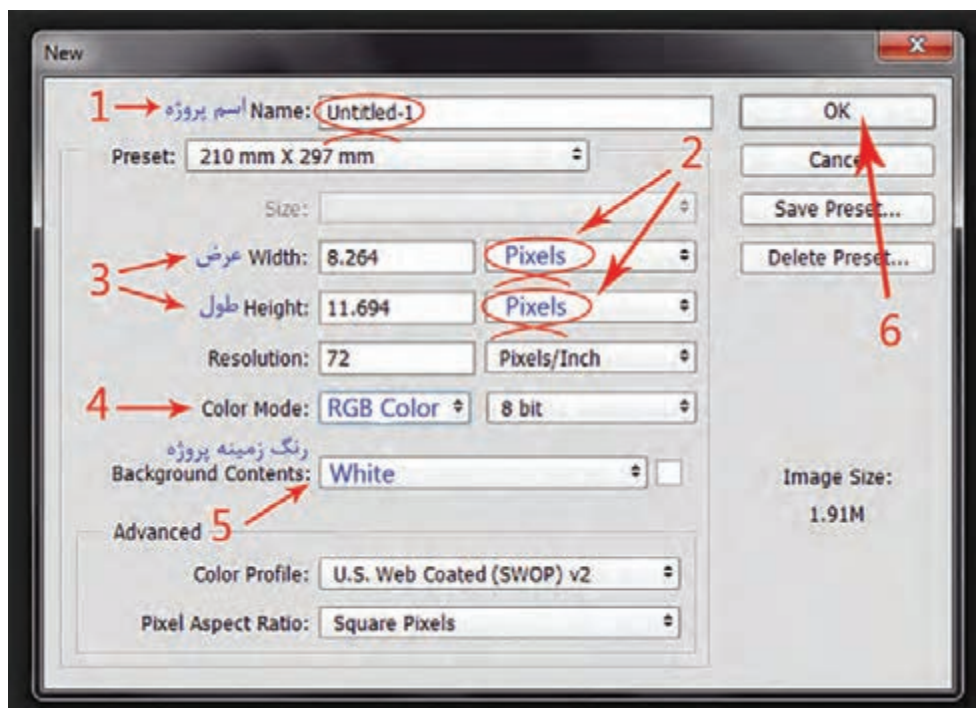 New
1 اسم پروژه Name: Untitled-1 OK
Preset: 210 mm X 297 mm 2 Cancel
Size: Save Preset...
3 عرض Width: 8.264 Pixels Delete Preset...
طول Height: 11.694 Pixels
6
Resolution: 72 Pixels/Inch
4 Color Mode: RGB Color 8 bit
رنگ زمینه پروژه
Background Contents: White Image Size:
5 1.91M
Advanced
Color Profile: U.S. Web Coated (SWOP) v2
Pixel Aspect Ratio: Square Pixels